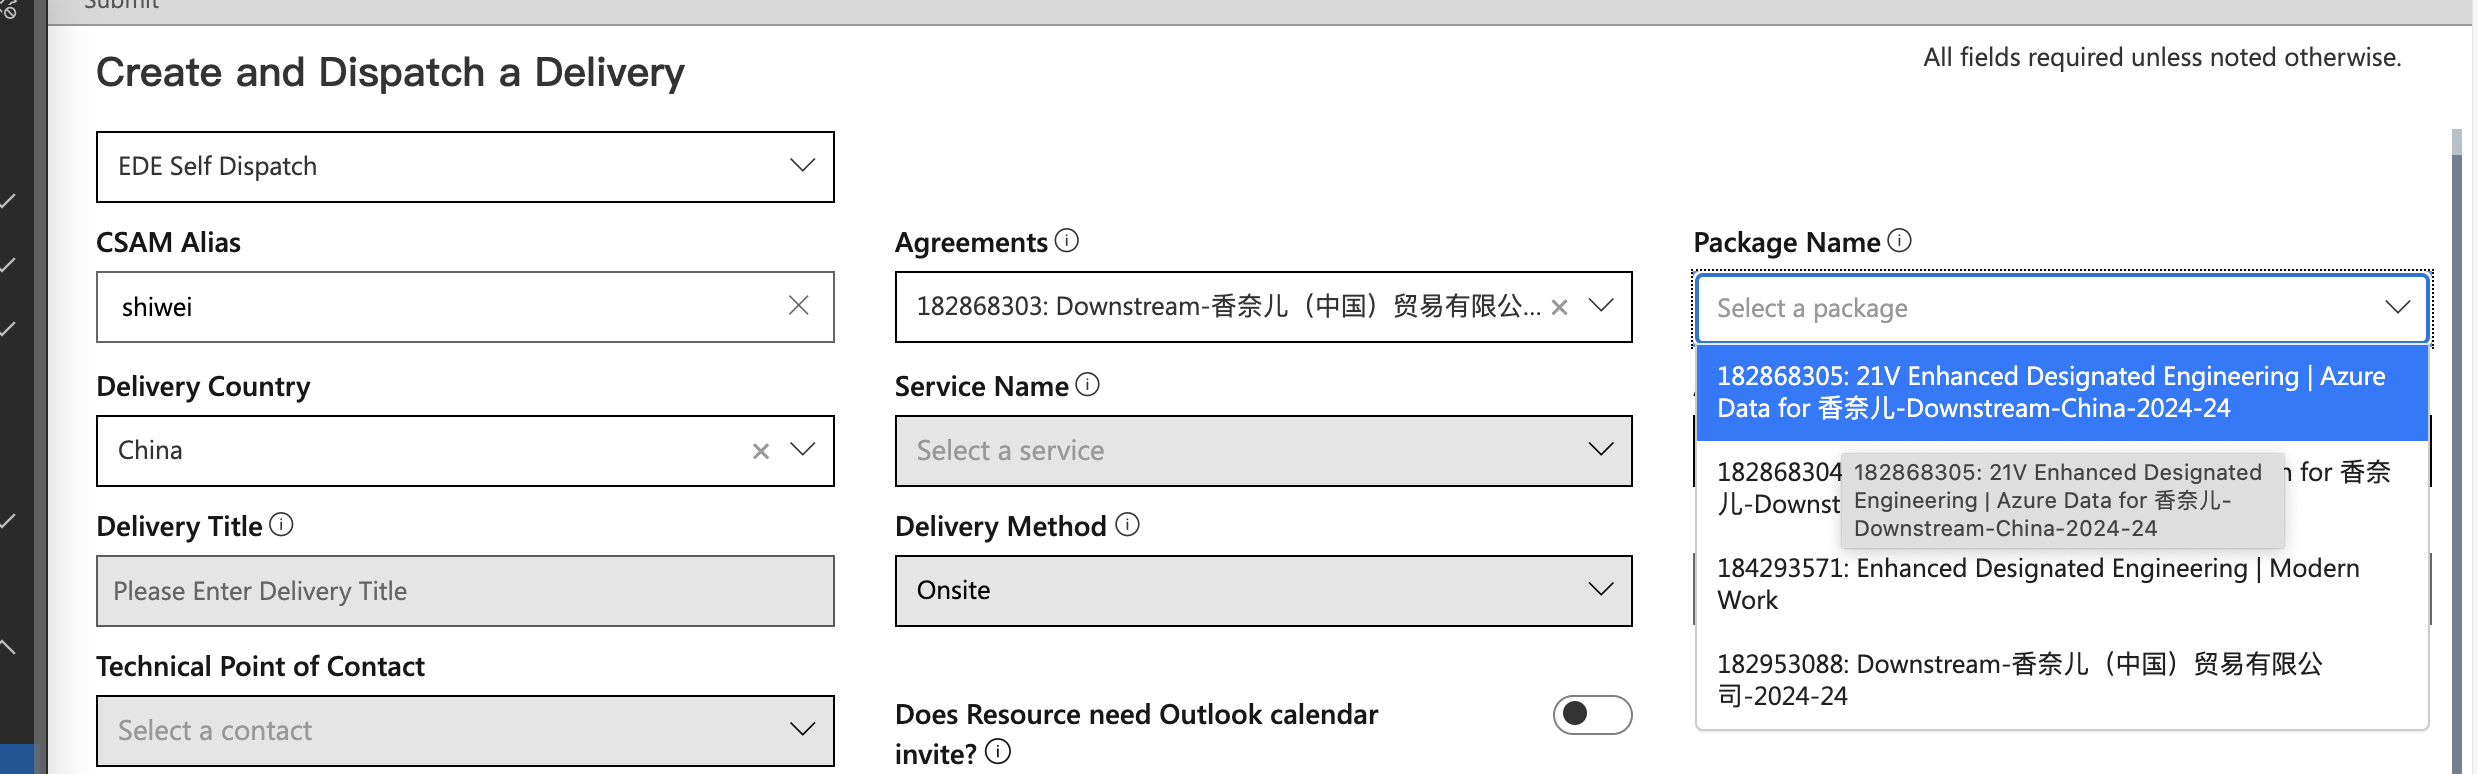 Submit
Create and Dispatch a Delivery
All fields required unless noted otherwise.
EDE Self Dispatch
CSAM Alias
Agreements
Package Name
shiwei
182868303: Downstream-香奈儿（中国）贸易有限公...
Select a package
182868305: 21V Enhanced Designated Engineering | Azure
Data for 香奈儿-Downstream-China-2024-24
182868304
for 香奈
儿-Downst
182868305: 21V Enhanced Designated
Engineering | Azure Data for 香奈儿-
Downstream-China-2024-24
184293571: Enhanced Designated Engineering | Modern
Work
182953088: Downstream-香奈儿（中国）贸易有限公
司-2024-24
Delivery Country
Service Name
China
Select a service
Delivery Title
Delivery Method
Please Enter Delivery Title
Onsite
Technical Point of Contact
Select a contact
Does Resource need Outlook calendar
invite?